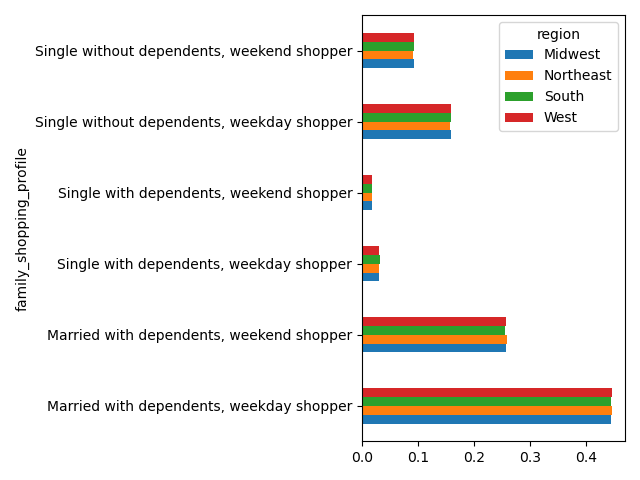 family_shopping_profile
Single without dependents, weekend shopper
Single without dependents, weekday shopper
Single with dependents, weekend shopper
Single with dependents, weekday shopper
Married with dependents, weekend shopper
Married with dependents, weekday shopper
region
Midwest
Northeast
South
West
0.0 0.1 0.2 0.3 0.4